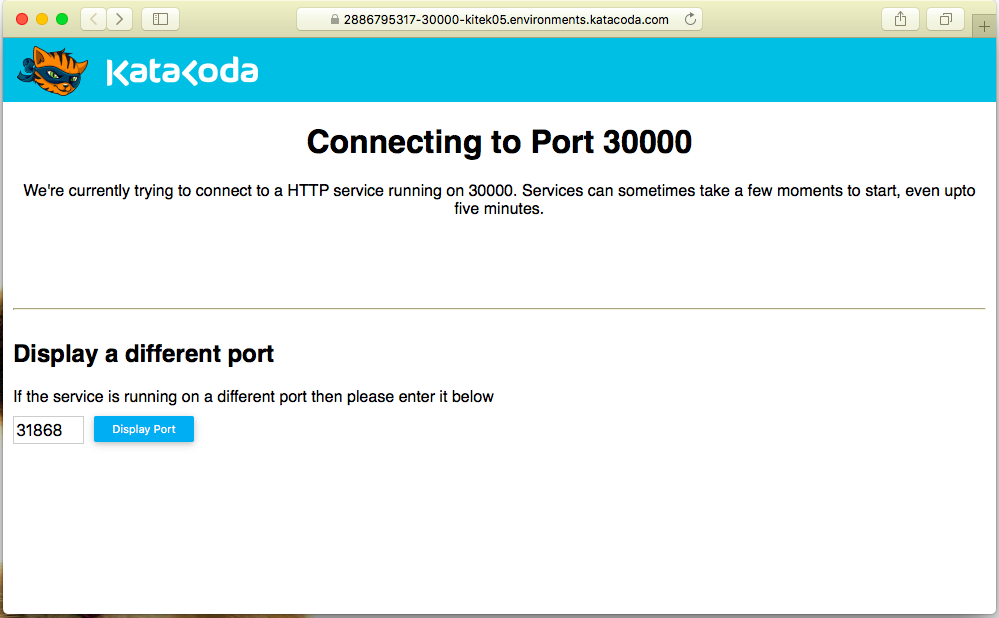 2886795317-30000-kitek05.environments.katacoda.com
Katacoda
Connecting to Port 30000
We're currently trying to connect to a HTTP service running on 30000. Services can sometimes take a few moments to start, even upto
five minutes.
Display a different port
If the service is running on a different port then please enter it below
31868 Display Port